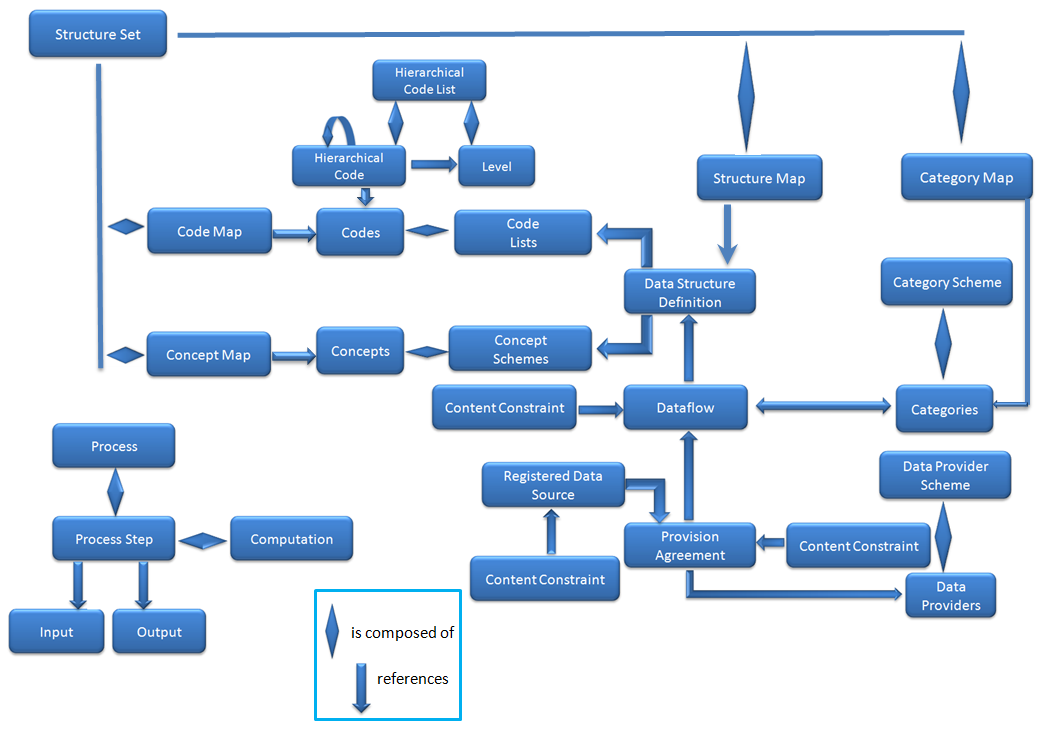 Structure Set
Hierarchical
Code List
Hierarchical
Code
Level
Structure Map
Category Map
Code Map
Codes
Code
Lists
Data Structure
Definition
Category Scheme
Concept Map
Concepts
Concept
Schemes
Content Constraint
Dataflow
Categories
Process
Registered Data
Source
Data Provider
Scheme
Process Step
Computation
Provision
Agreement
Content Constraint
Content Constraint
Data
Providers
Input
Output
is composed of
references